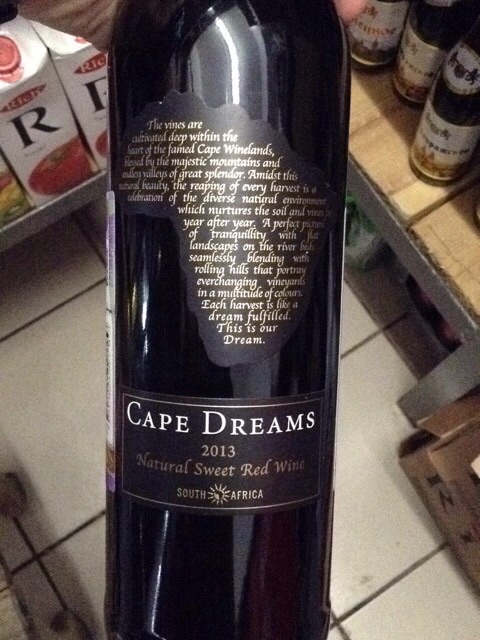 The vines are
cultivated deep within the
heart of the famed Cape Winelands,
blessed by the majestic mountains and
endless valleys of great splendor. Amidst this
natural beauty, the reaping of every harvest is a
celebration of the diverse natural environment
which nurtures the soil and vines
year after year. A perfect picture
of tranquillity with flat
landscapes on the river beds
seamlessly blending with
rolling hills that portray
everchanging vineyards
in a multitude of colours.
Each harvest is like a
dream fulfilled.
This is our
Dream.
CAPE DREAMS
2013
Natural Sweet Red Wine
SOUTH AFRICA
Rich
R
Rich
R